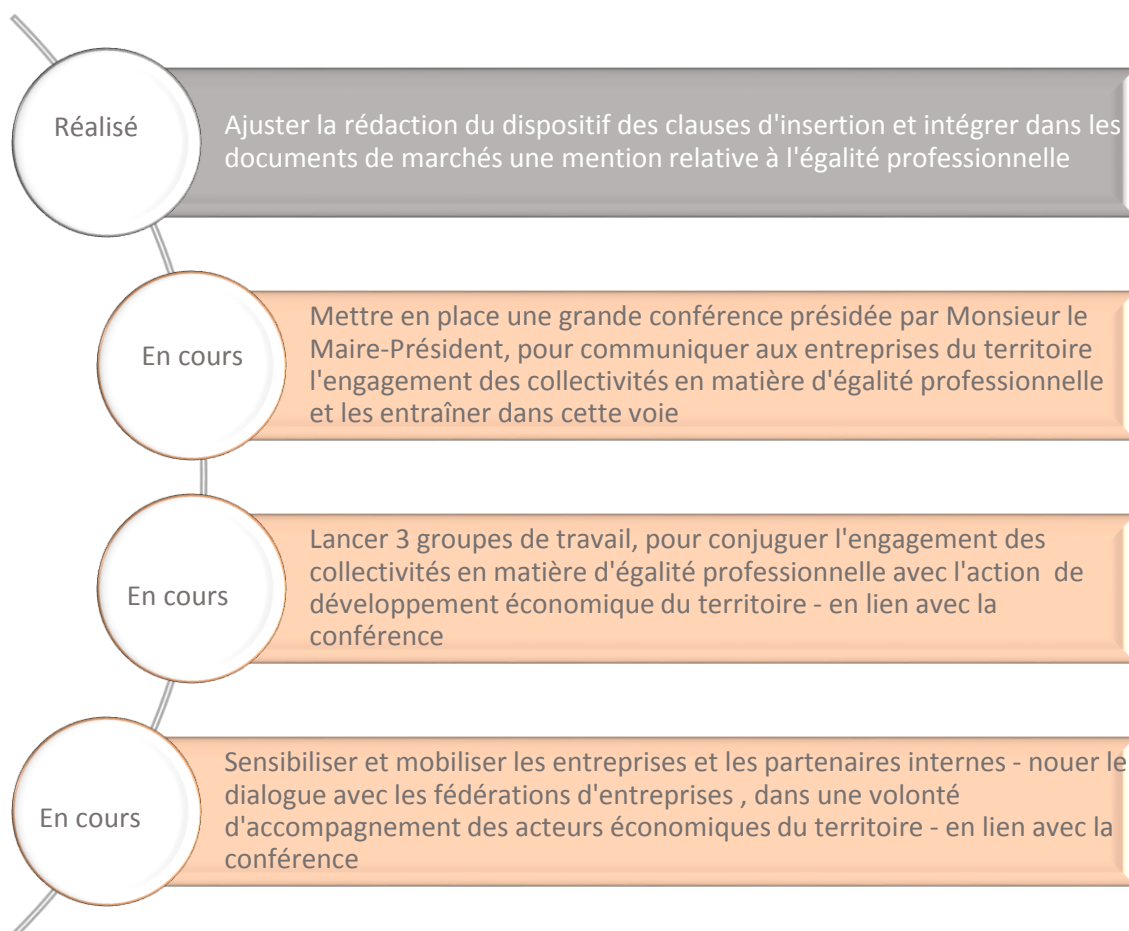 Réalisé
Ajuster la rédaction du dispositif des clauses d'insertion et intégrer dans les
documents de marchés une mention relative à l'égalité professionnelle
En cours
Mettre en place une grande conférence présidée par Monsieur le
Maire-Président, pour communiquer aux entreprises du territoire
l'engagement des collectivités en matière d'égalité professionnelle
et les entraîner dans cette voie
En cours
Lancer 3 groupes de travail, pour conjuguer l'engagement des
collectivités en matière d'égalité professionnelle avec l'action  de
développement économique du territoire - en lien avec la
conférence
En cours
Sensibiliser et mobiliser les entreprises et les partenaires internes - nouer le
dialogue avec les fédérations d'entreprises , dans une volonté
d'accompagnement des acteurs économiques du territoire - en lien avec la
conférence